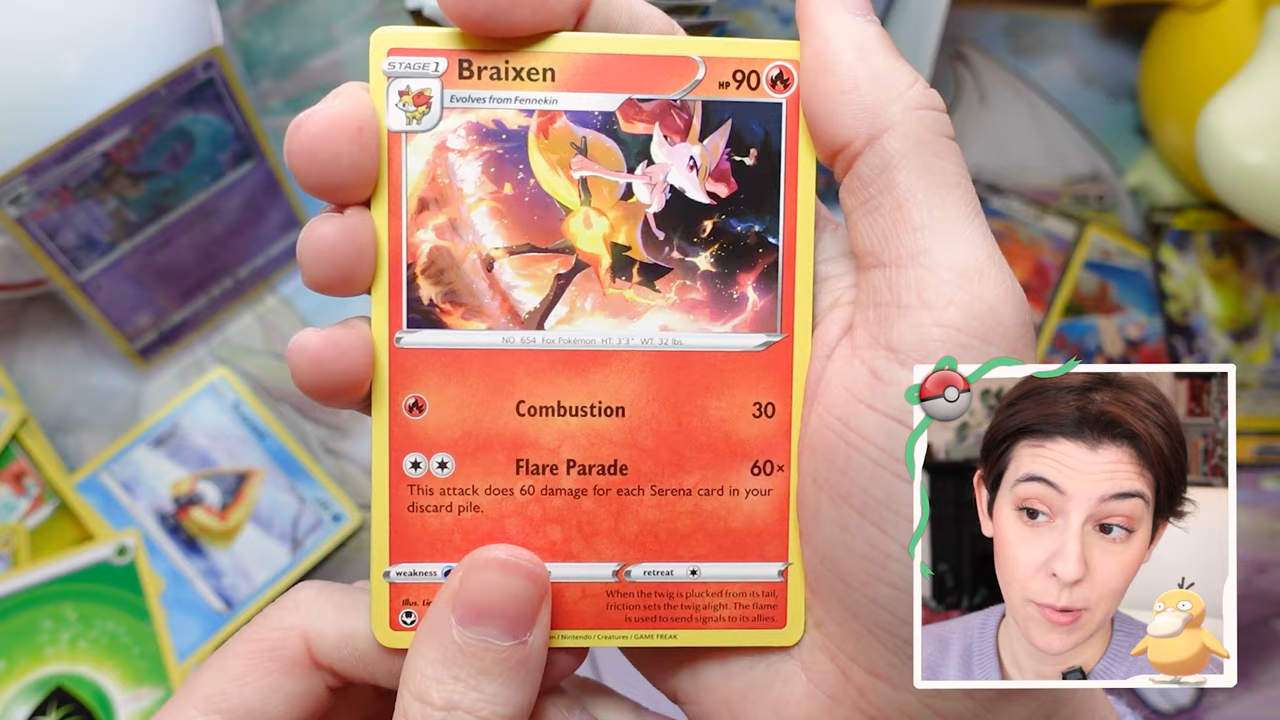 STAGE 1
Braixen
HP 90
Evolves from Fennekin
NO. 654 Fox Pokémon HT: 3'3" WT: 32 lbs.
Combustion 30
Flare Parade 60×
This attack does 60 damage for each Serena card in your
discard pile.
weakness
retreat
Illus.
When the twig is plucked from its tail,
friction sets the twig alight. The flame
is used to send signals to its allies.
/ Nintendo / Creatures / GAME FREAK